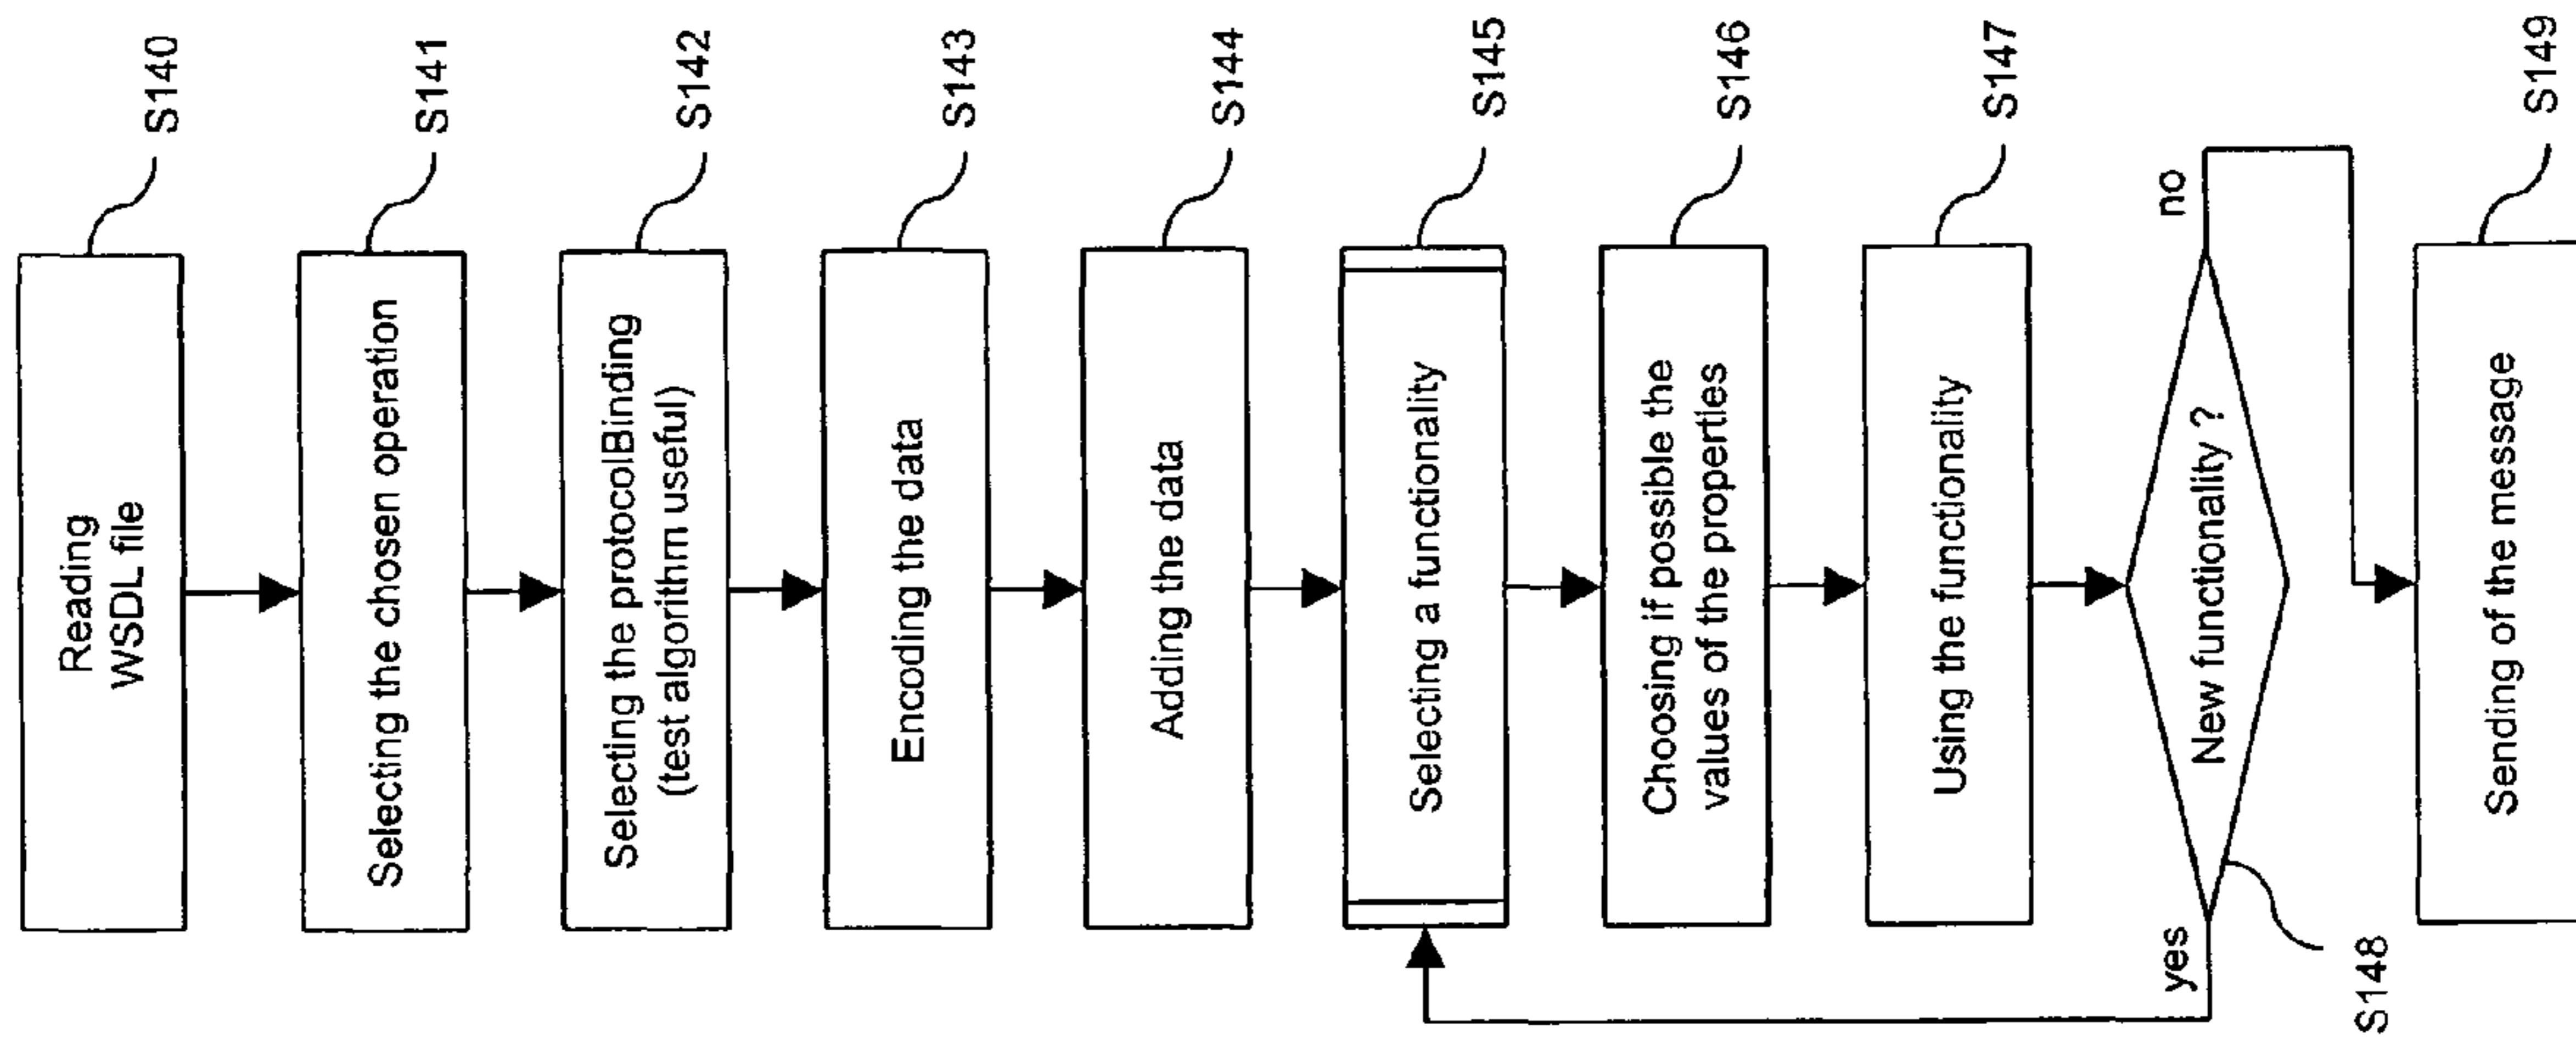 Reading
WSDL file
S140
Selecting the chosen operation
S141
Selecting the protocolBinding
(test algorithm useful)
S142
Encoding the data
S143
Adding the data
S144
Selecting a functionality
S145
Choosing if possible the
values of the properties
S146
Using the functionality
S147
yes
New functionality ?
no
S148
Sending of the message
S149